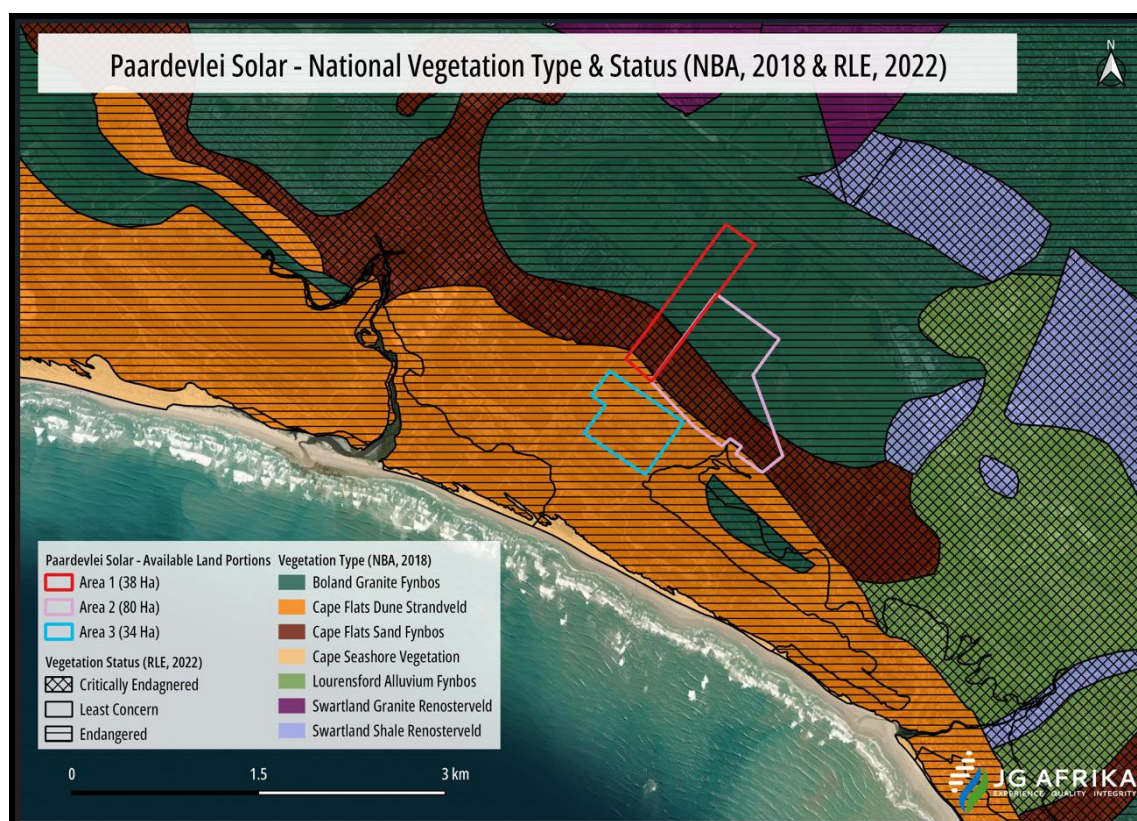 Paardevlei Solar - National Vegetation Type & Status (NBA, 2018 & RLE, 2022)
N
Paardevlei Solar - Available Land Portions
Area 1 (38 Ha)
Area 2 (80 Ha)
Area 3 (34 Ha)
Vegetation Status (RLE, 2022)
Critically Endagnered
Least Concern
Endangered
Vegetation Type (NBA, 2018)
Boland Granite Fynbos
Cape Flats Dune Strandveld
Cape Flats Sand Fynbos
Cape Seashore Vegetation
Lourensford Alluvium Fynbos
Swartland Granite Renosterveld
Swartland Shale Renosterveld
0 1.5 3 km
JG AFRIKA
EXPERIENCE QUALITY INTEGRITY